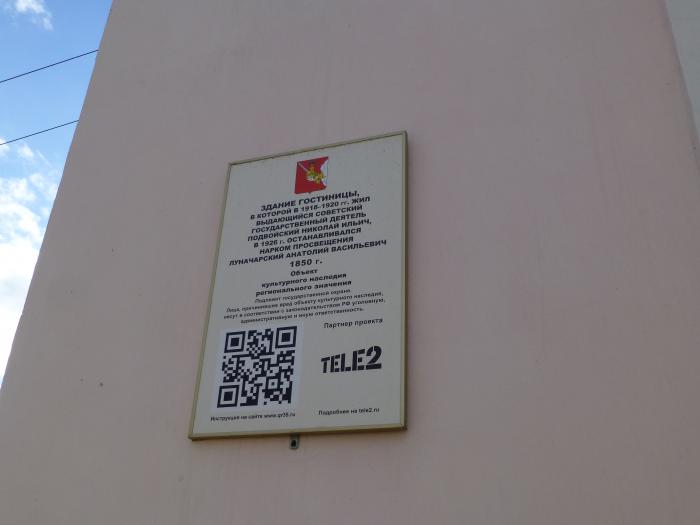 ЗДАНИЕ ГОСТИНИЦЫ,
В КОТОРОЙ В 1918-1920 гг. ЖИЛ
ВЫДАЮЩИЙСЯ СОВЕТСКИЙ
ГОСУДАРСТВЕННЫЙ ДЕЯТЕЛЬ
ПОДВОЙСКИЙ НИКОЛАЙ ИЛЬИЧ,
В 1926 г. ОСТАНАВЛИВАЛСЯ
НАРКОМ ПРОСВЕЩЕНИЯ
ЛУНАЧАРСКИЙ АНАТОЛИЙ ВАСИЛЬЕВИЧ
1850 г.
Объект
культурного наследия
регионального значения
Подлежит государственной охране.
Лица, причинившие вред объекту культурного наследия,
несут в соответствии с законодательством РФ уголовную,
административную и иную ответственность.
Партнер проекта
TELE2
Инструкция на сайте www.qr35.ru
Подробнее на tele2.ru